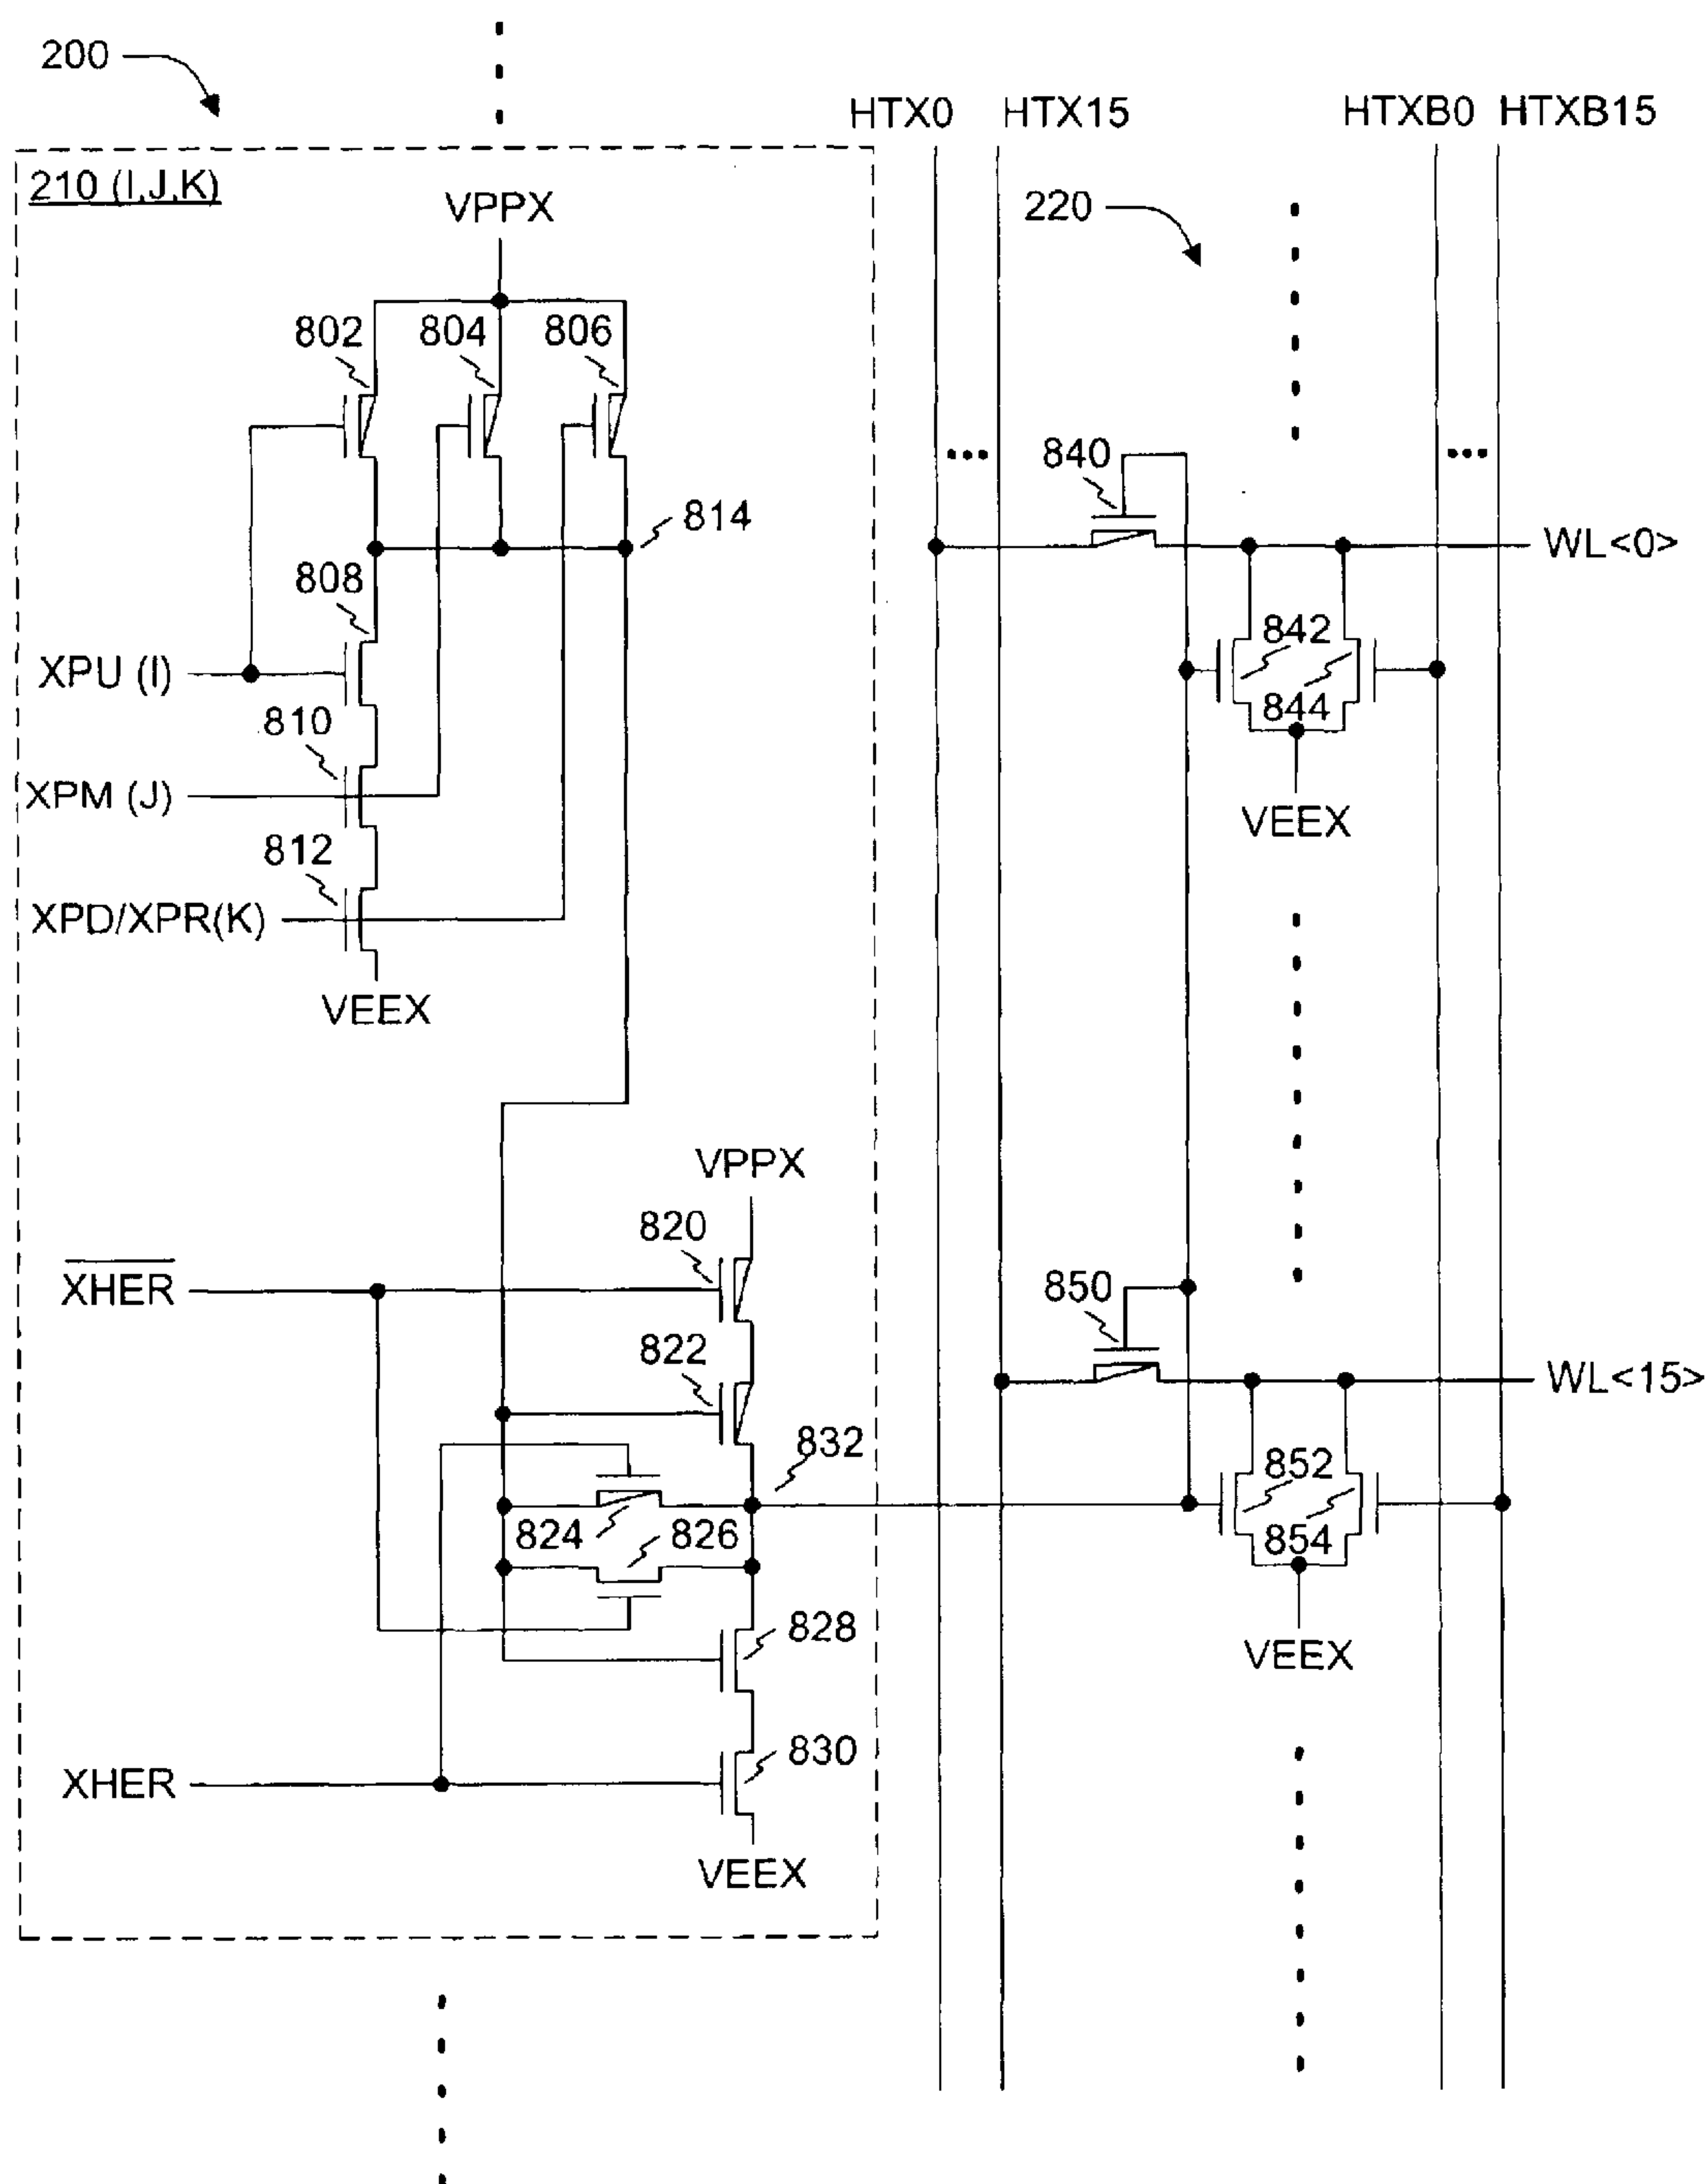 200
HTX0 HTX15 HTXB0 HTXB15
210 (I,J,K)
VPPX
220
802 804 806
840
814
WL<0>
808
XPU (I)
842
844
810
XPM (J)
VEEX
812
XPD/XPR(K)
VEEX
VPPX
820
X̅H̅E̅R̅
850
822
WL<15>
832
852
824 826
854
828
VEEX
830
XHER
VEEX